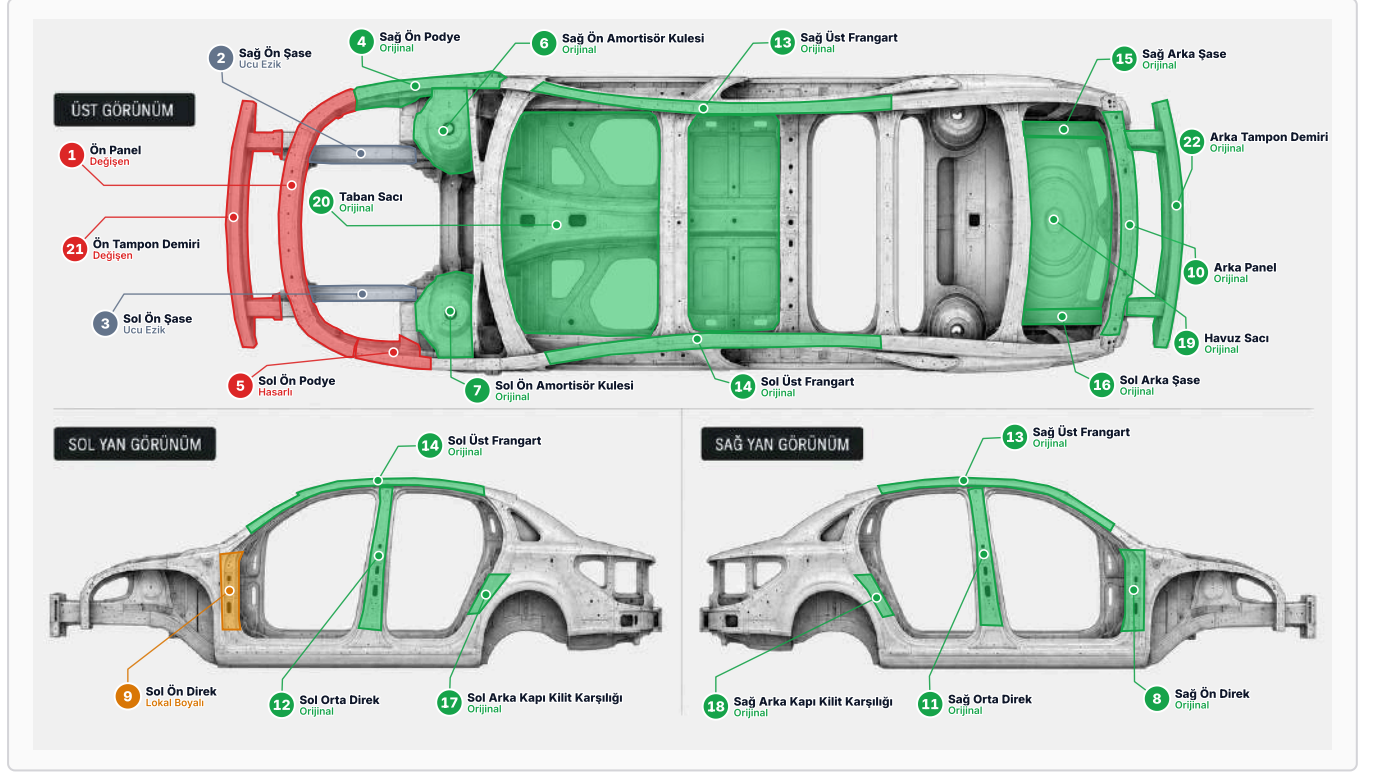 4
Sağ Ön Podye
Orijinal
6
Sağ Ön Amortisör Kulesi
Orijinal
13
Sağ Üst Frangart
Orijinal
2
Sağ Ön Şase
Ucu Ezik
15
Sağ Arka Şase
Orijinal
ÜST GÖRÜNÜM
1
Ön Panel
Değişen
22
Arka Tampon Demiri
Orijinal
20
Taban Sacı
Orijinal
21
Ön Tampon Demiri
Değişen
10
Arka Panel
Orijinal
3
Sol Ön Şase
Ucu Ezik
19
Havuz Sacı
Orijinal
5
Sol Ön Podye
Hasarlı
7
Sol Ön Amortisör Kulesi
Orijinal
14
Sol Üst Frangart
Orijinal
16
Sol Arka Şase
Orijinal
SOL YAN GÖRÜNÜM
14
Sol Üst Frangart
Orijinal
9
Sol Ön Direk
Lokal Boyalı
12
Sol Orta Direk
Orijinal
17
Sol Arka Kapı Kilit Karşılığı
Orijinal
SAĞ YAN GÖRÜNÜM
13
Sağ Üst Frangart
Orijinal
18
Sağ Arka Kapı Kilit Karşılığı
Orijinal
11
Sağ Orta Direk
Orijinal
8
Sağ Ön Direk
Orijinal